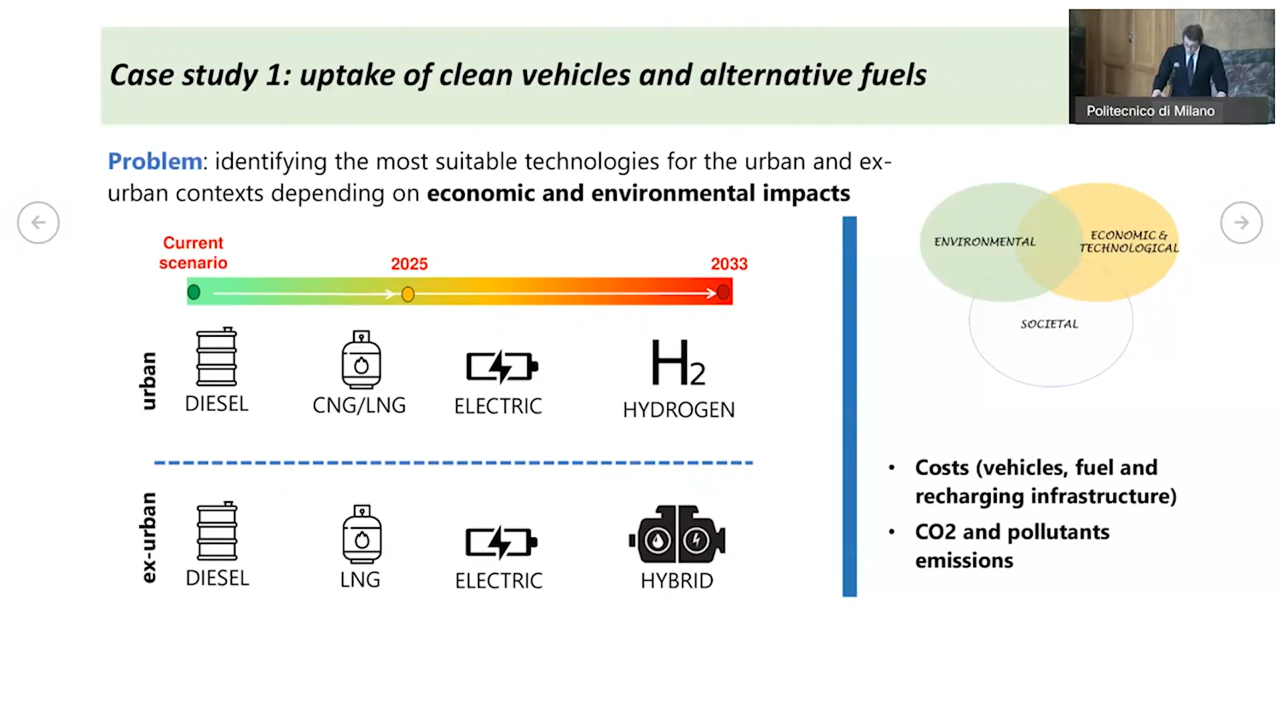 Case study 1: uptake of clean vehicles and alternative fuels
Politecnico di Milano
Problem: identifying the most suitable technologies for the urban and ex-
urban contexts depending on economic and environmental impacts
Current
scenario
2025
2033
urban
DIESEL
CNG/LNG
ELECTRIC
H2
HYDROGEN
ex-urban
DIESEL
LNG
ELECTRIC
HYBRID
ENVIRONMENTAL
ECONOMIC &
TECHNOLOGICAL
SOCIETAL
• Costs (vehicles, fuel and
recharging infrastructure)
• CO2 and pollutants
emissions